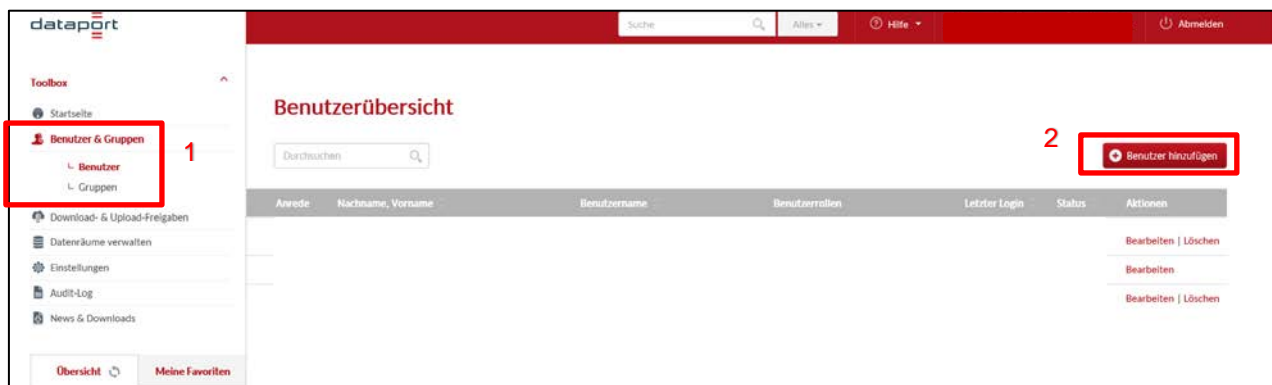 dataport
Suche Alles Hilfe Abmelden
Toolbox
Startseite
Benutzer & Gruppen
Benutzer
Gruppen
Download- & Upload-Freigaben
Datenräume verwalten
Einstellungen
Audit-Log
News & Downloads
Übersicht Meine Favoriten
1
Benutzerübersicht
Durchsuchen
2
Benutzer hinzufügen
Anrede Nachname, Vorname Benutzername Benutzerrollen Letzter Login Status Aktionen
Bearbeiten | Löschen
Bearbeiten
Bearbeiten | Löschen